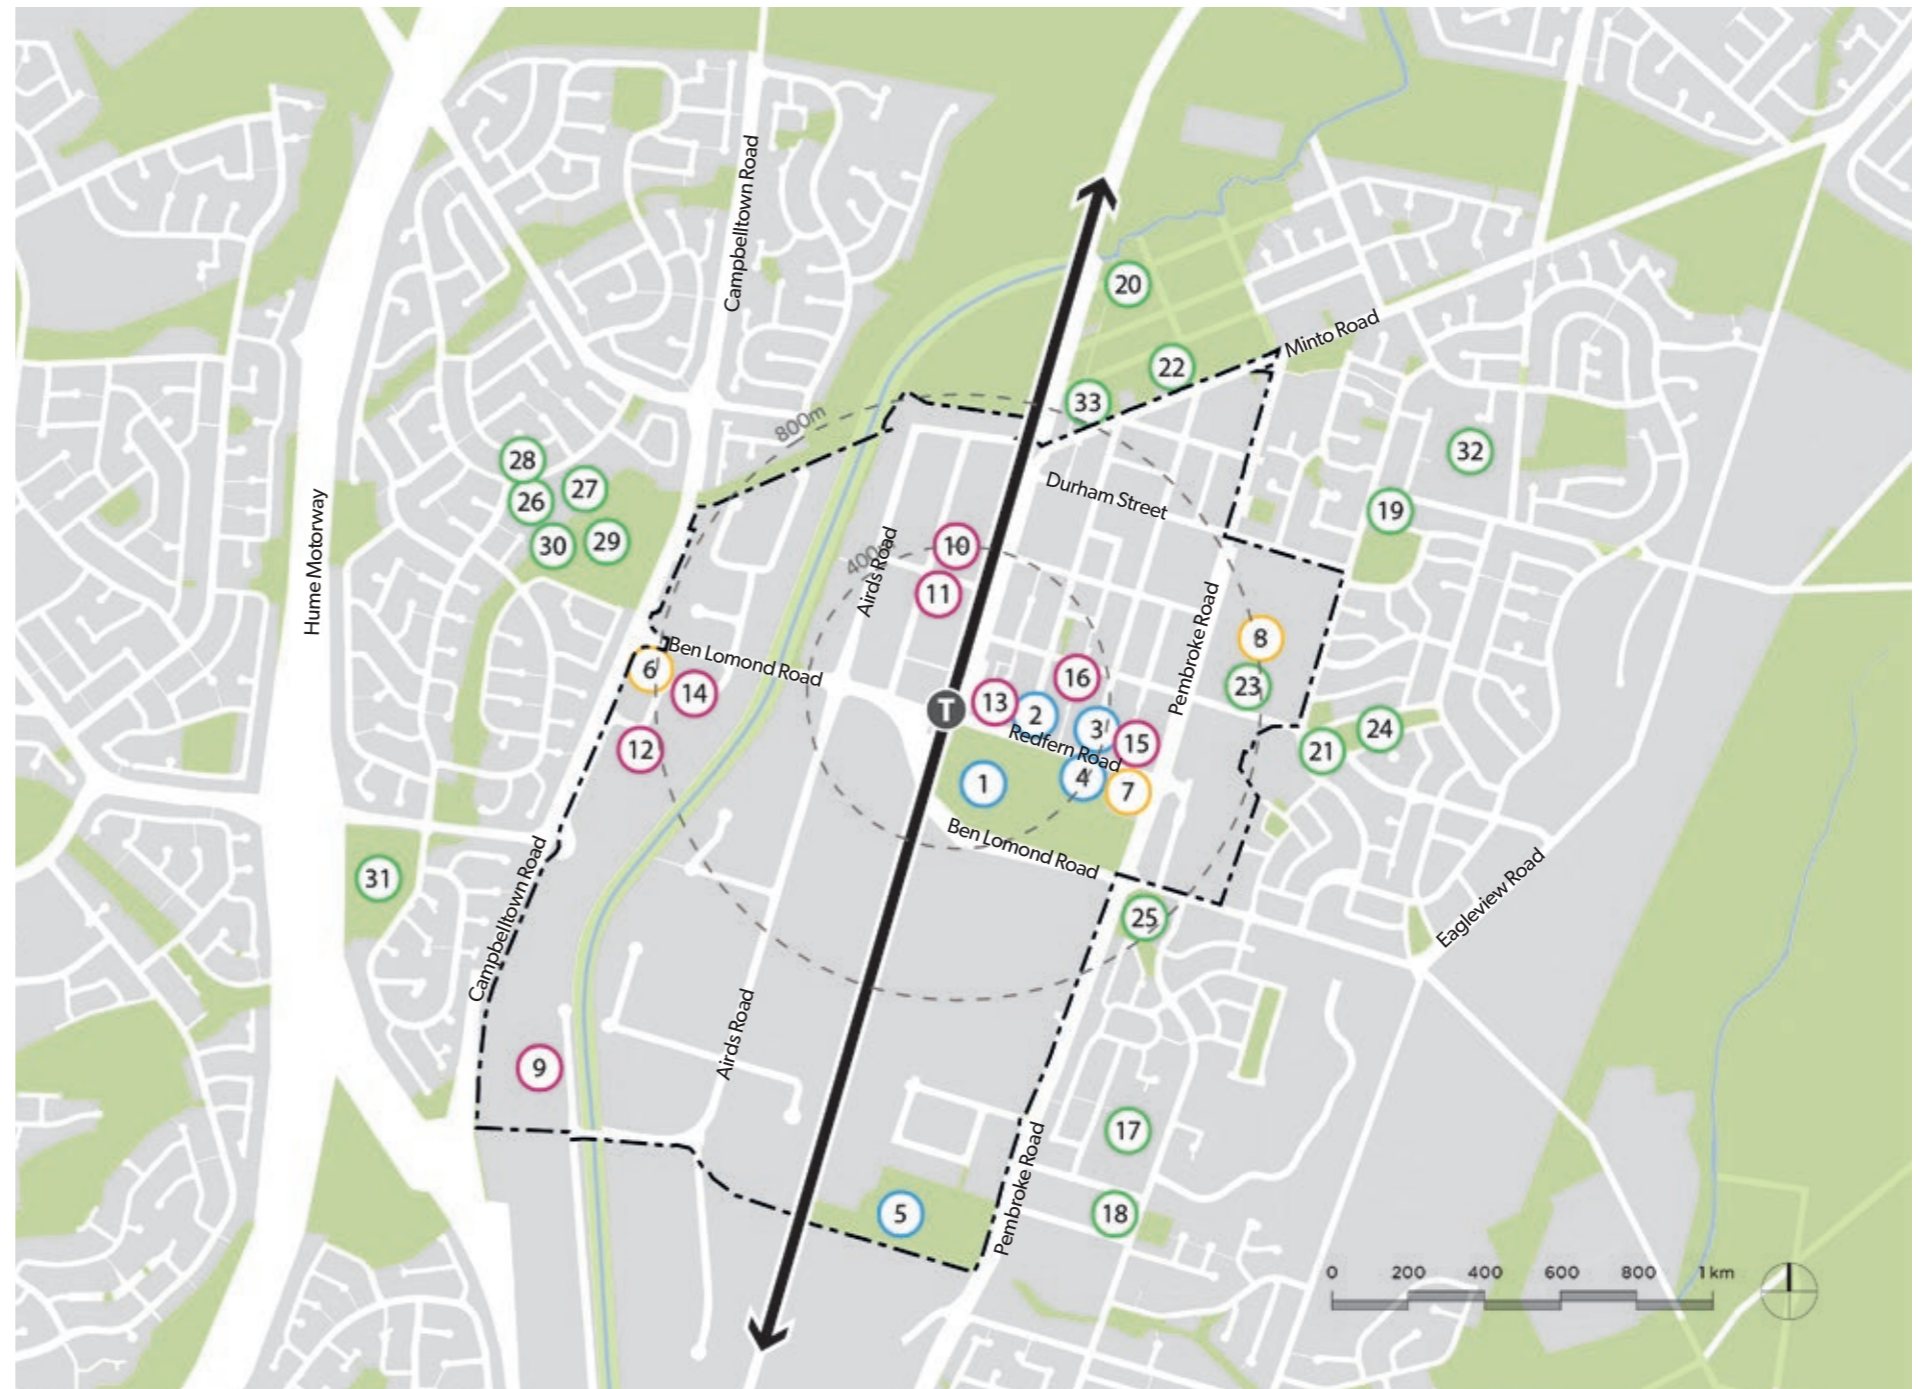 Campbelltown Road
20
Minto Road
22
33
800m
28
27
26
30
29
32
19
Durham Street
Hume Motorway
10
400m
Airds Road
11
Pembroke Road
8
6
Ben Lomond Road
14
16
23
T
13
2
3
15
24
21
12
Redfern Road
1
4
7
Ben Lomond Road
31
Campbelltown Road
25
Eagleview Road
Airds Road
9
17
Pembroke Road
5
18
0 200 400 600 800 1 km